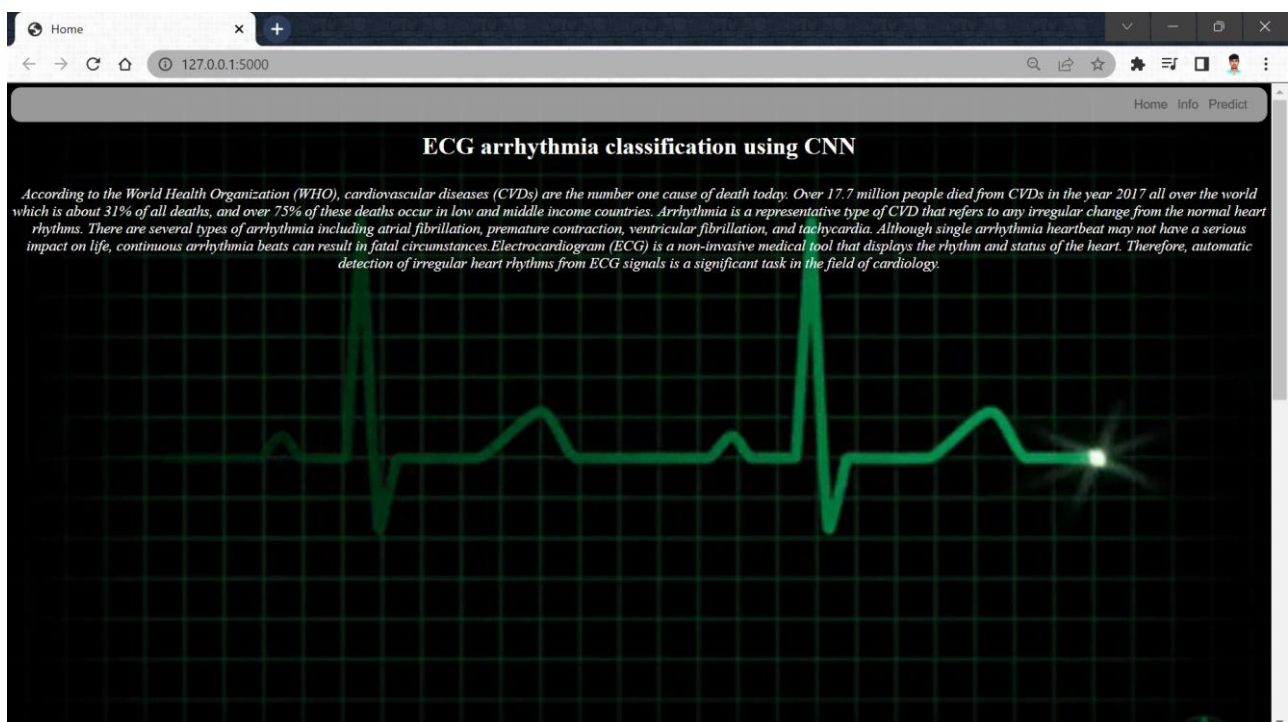 Home
127.0.0.1:5000
Home Info Predict
ECG arrhythmia classification using CNN
According to the World Health Organization (WHO), cardiovascular diseases (CVDs) are the number one cause of death today. Over 17.7 million people died from CVDs in the year 2017 all over the world
which is about 31% of all deaths, and over 75% of these deaths occur in low and middle income countries. Arrhythmia is a representative type of CVD that refers to any irregular change from the normal heart
rhythms. There are several types of arrhythmia including atrial fibrillation, premature contraction, ventricular fibrillation, and tachycardia. Although single arrhythmia heartbeat may not have a serious
impact on life, continuous arrhythmia beats can result in fatal circumstances.Electrocardiogram (ECG) is a non-invasive medical tool that displays the rhythm and status of the heart. Therefore, automatic
detection of irregular heart rhythms from ECG signals is a significant task in the field of cardiology.